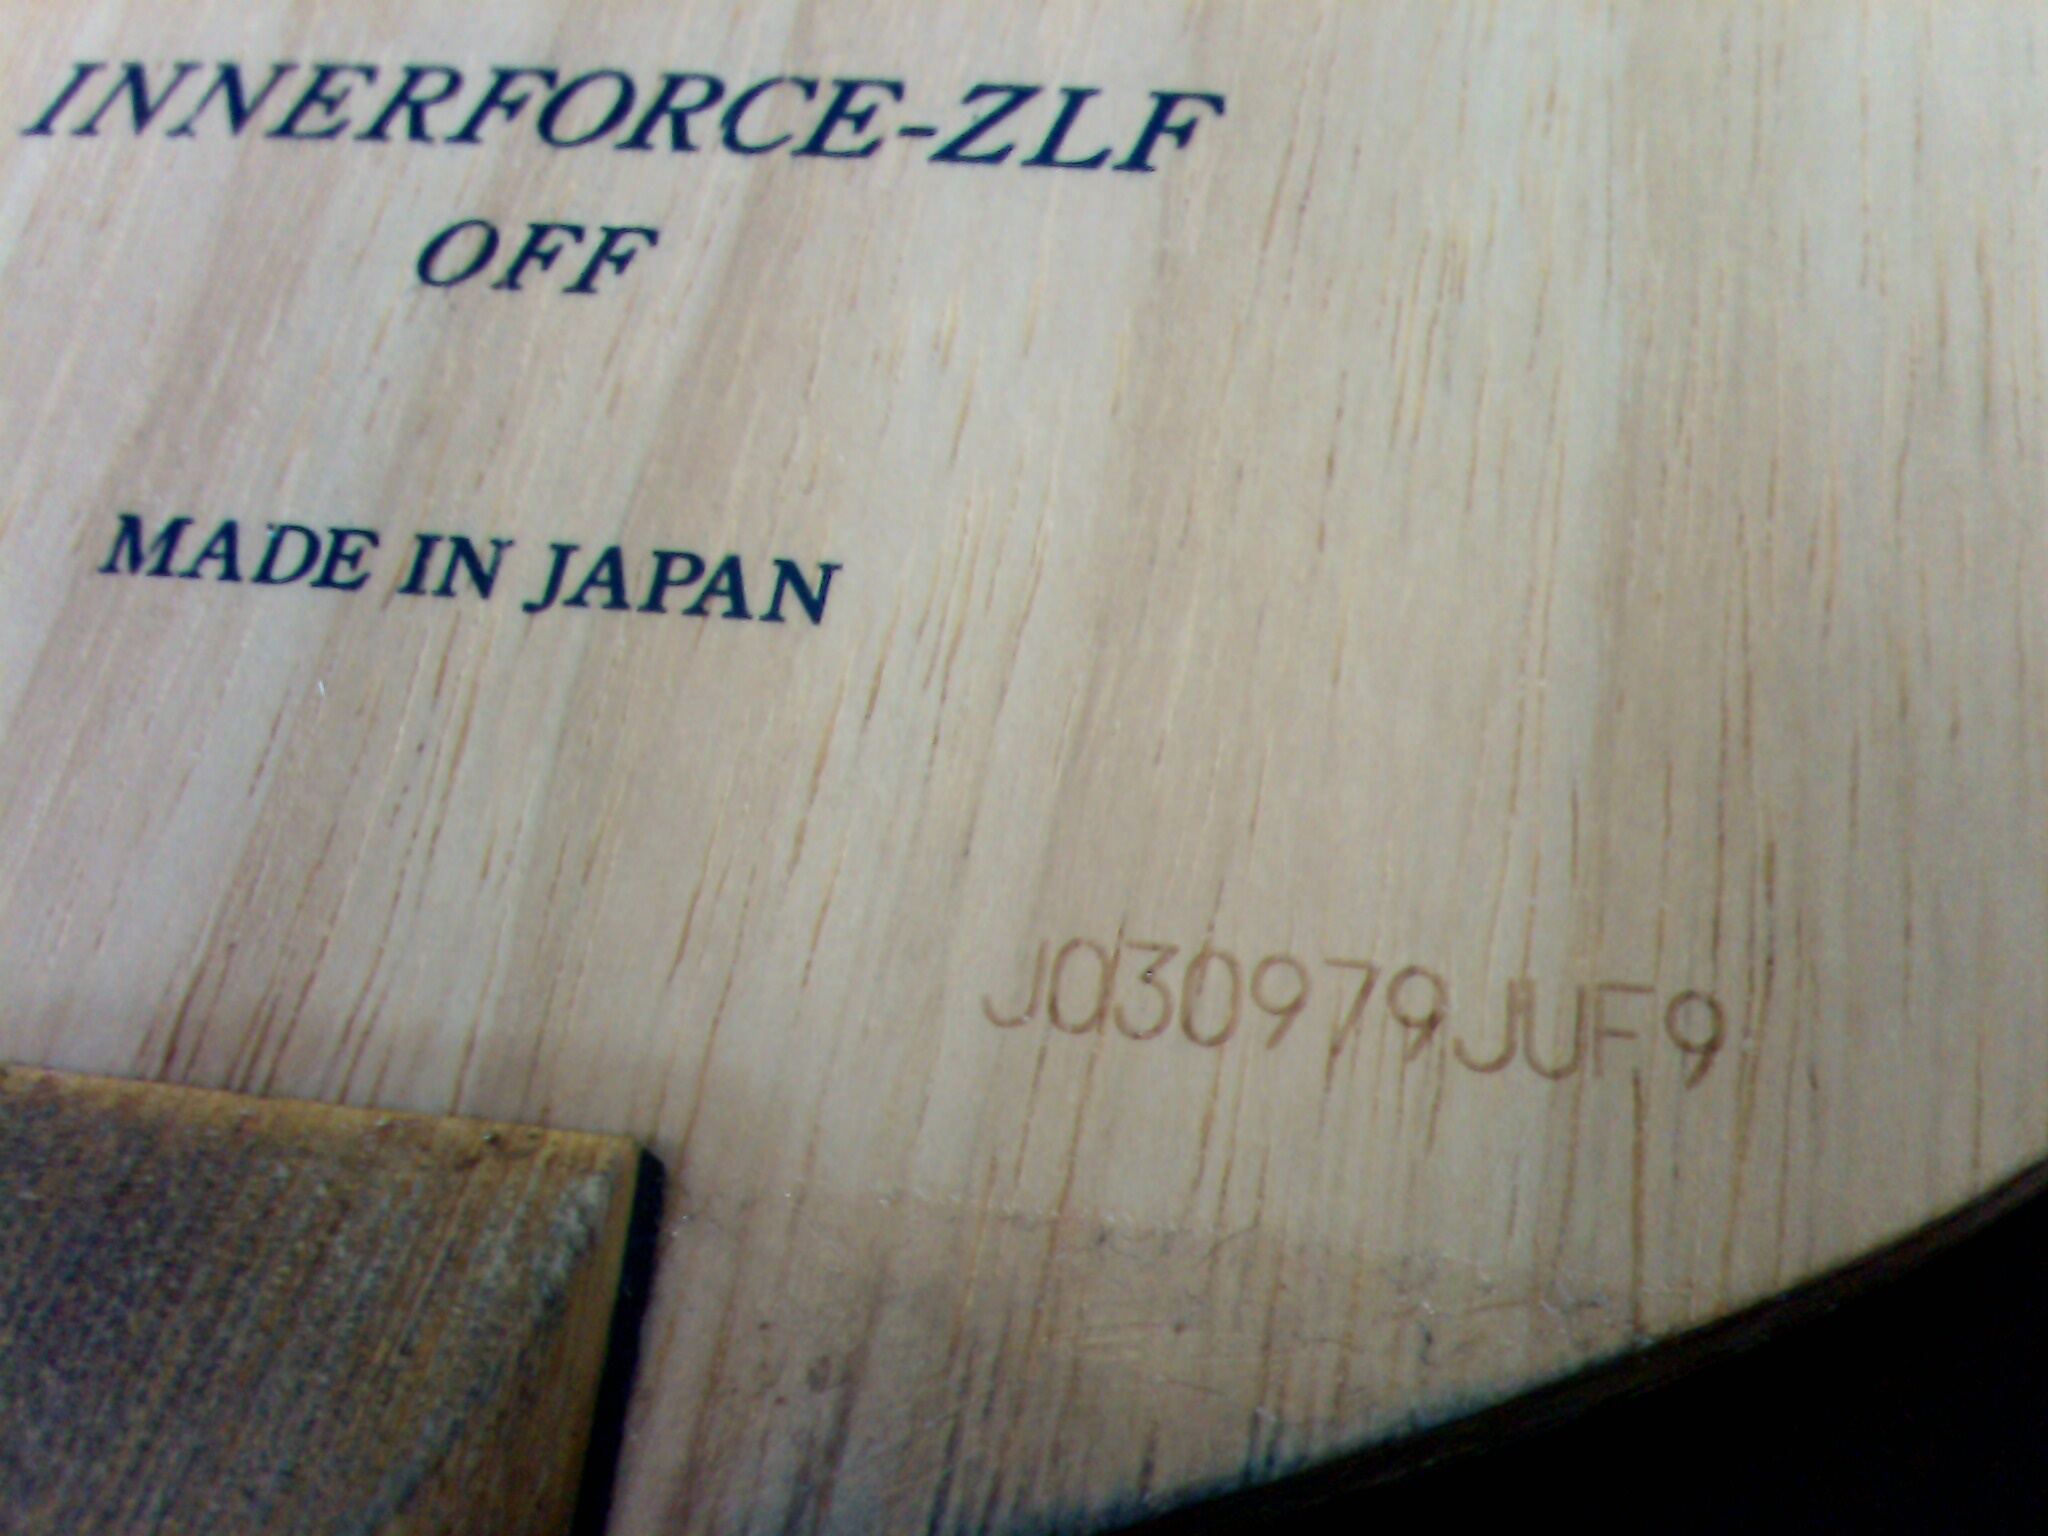 INNERFORCE-ZLF
OFF
MADE IN JAPAN
J030979JUF9